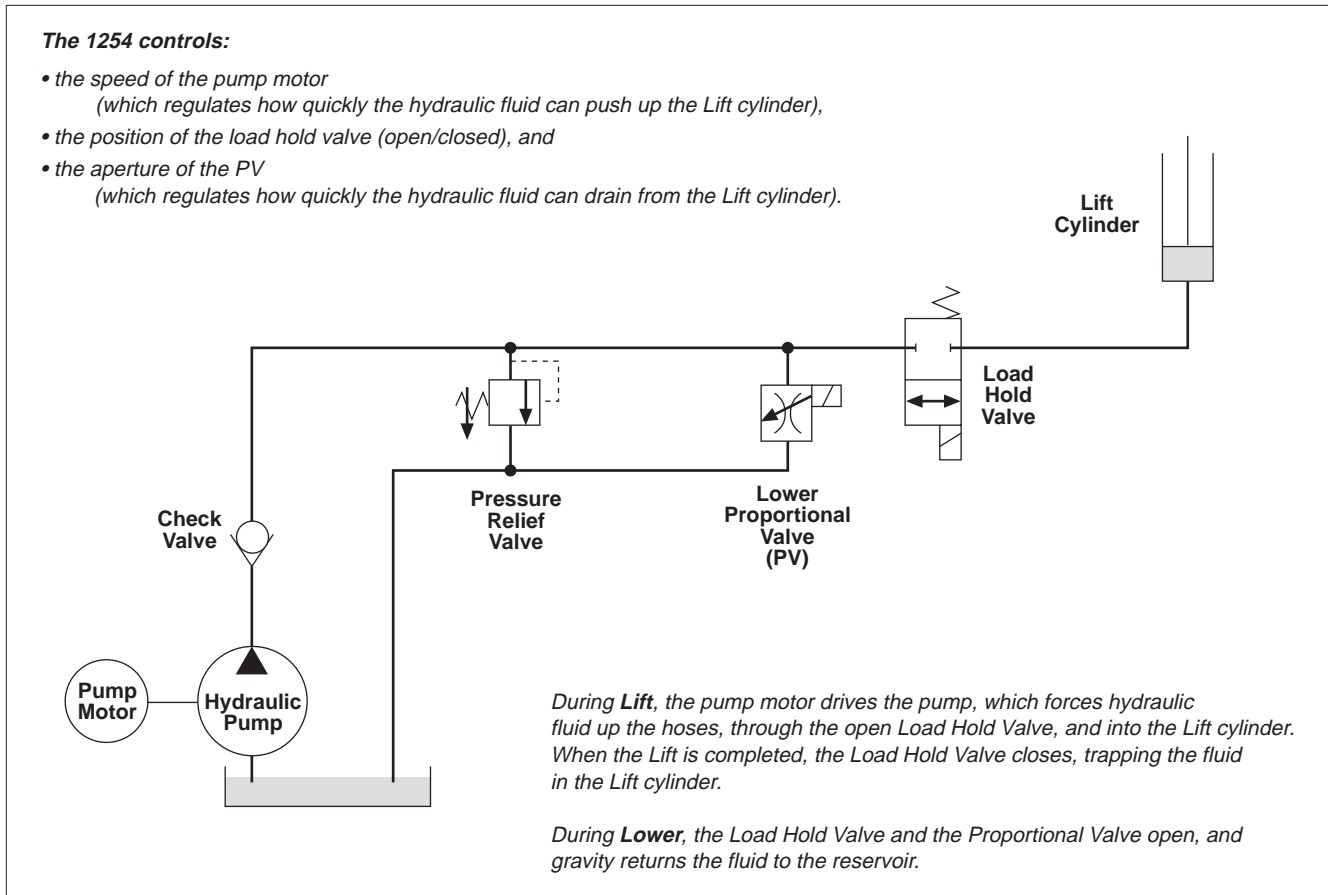 The 1254 controls:
• the speed of the pump motor
(which regulates how quickly the hydraulic fluid can push up the Lift cylinder),
• the position of the load hold valve (open/closed), and
• the aperture of the PV
(which regulates how quickly the hydraulic fluid can drain from the Lift cylinder).
Lift
Cylinder
Load
Hold
Valve
Pressure
Relief
Valve
Lower
Proportional
Valve
(PV)
Check
Valve
Pump
Motor
Hydraulic
Pump
During Lift, the pump motor drives the pump, which forces hydraulic
fluid up the hoses, through the open Load Hold Valve, and into the Lift cylinder.
When the Lift is completed, the Load Hold Valve closes, trapping the fluid
in the Lift cylinder.
During Lower, the Load Hold Valve and the Proportional Valve open, and
gravity returns the fluid to the reservoir.